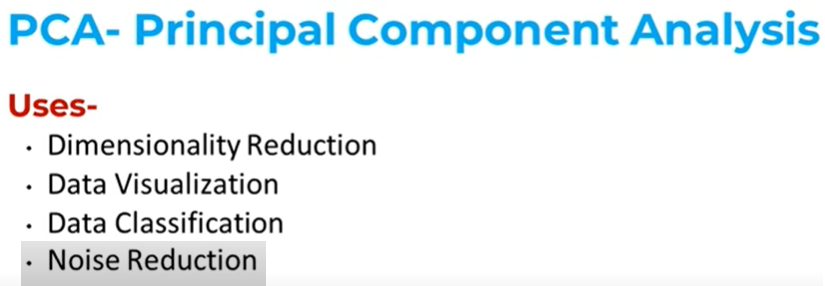 PCA- Principal Component Analysis
Uses-
• Dimensionality Reduction
• Data Visualization
• Data Classification
• Noise Reduction